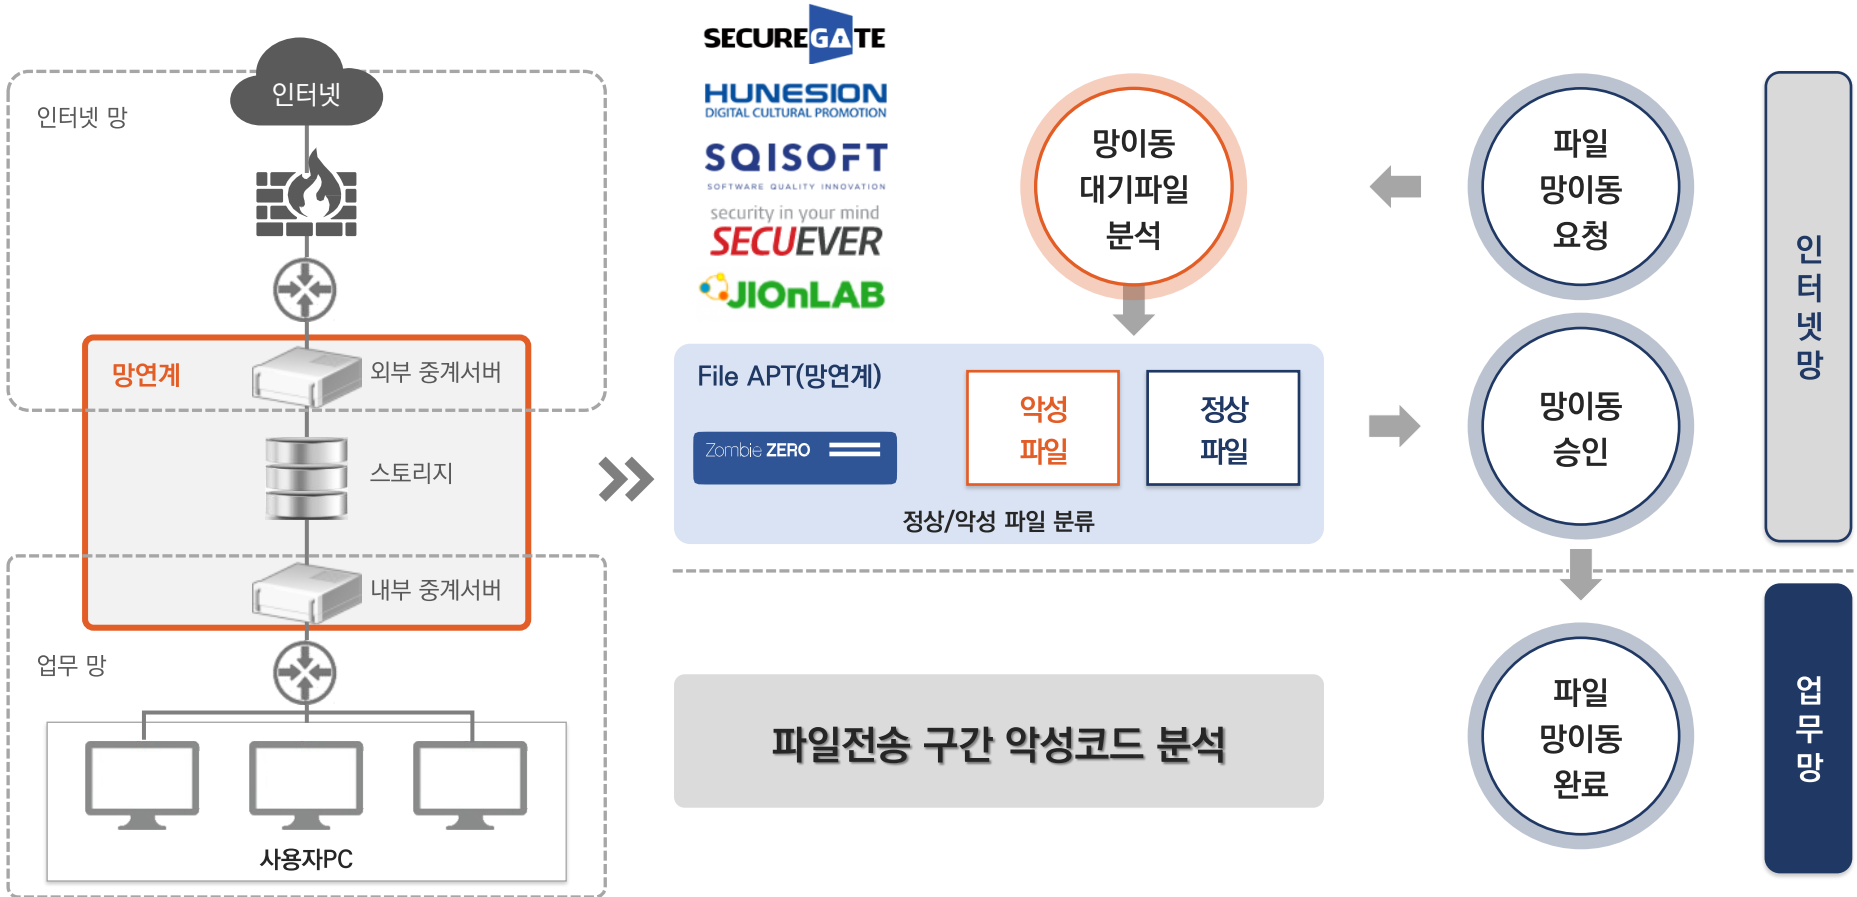 인터넷
인터넷 망
망연계
외부 중계서버
스토리지
내부 중계서버
업무 망
사용자PC
SECUREGATE
HUNESION
DIGITAL CULTURAL PROMOTION
SQISOFT
SOFTWARE QUALITY INNOVATION
security in your mind
SECUEVER
JIOnLAB
망이동
대기파일
분석
파일
망이동
요청
File APT(망연계)
Zombie ZERO
악성
파일
정상
파일
정상/악성 파일 분류
망이동
승인
인
터
넷
망
파일전송 구간 악성코드 분석
파일
망이동
완료
업
무
망